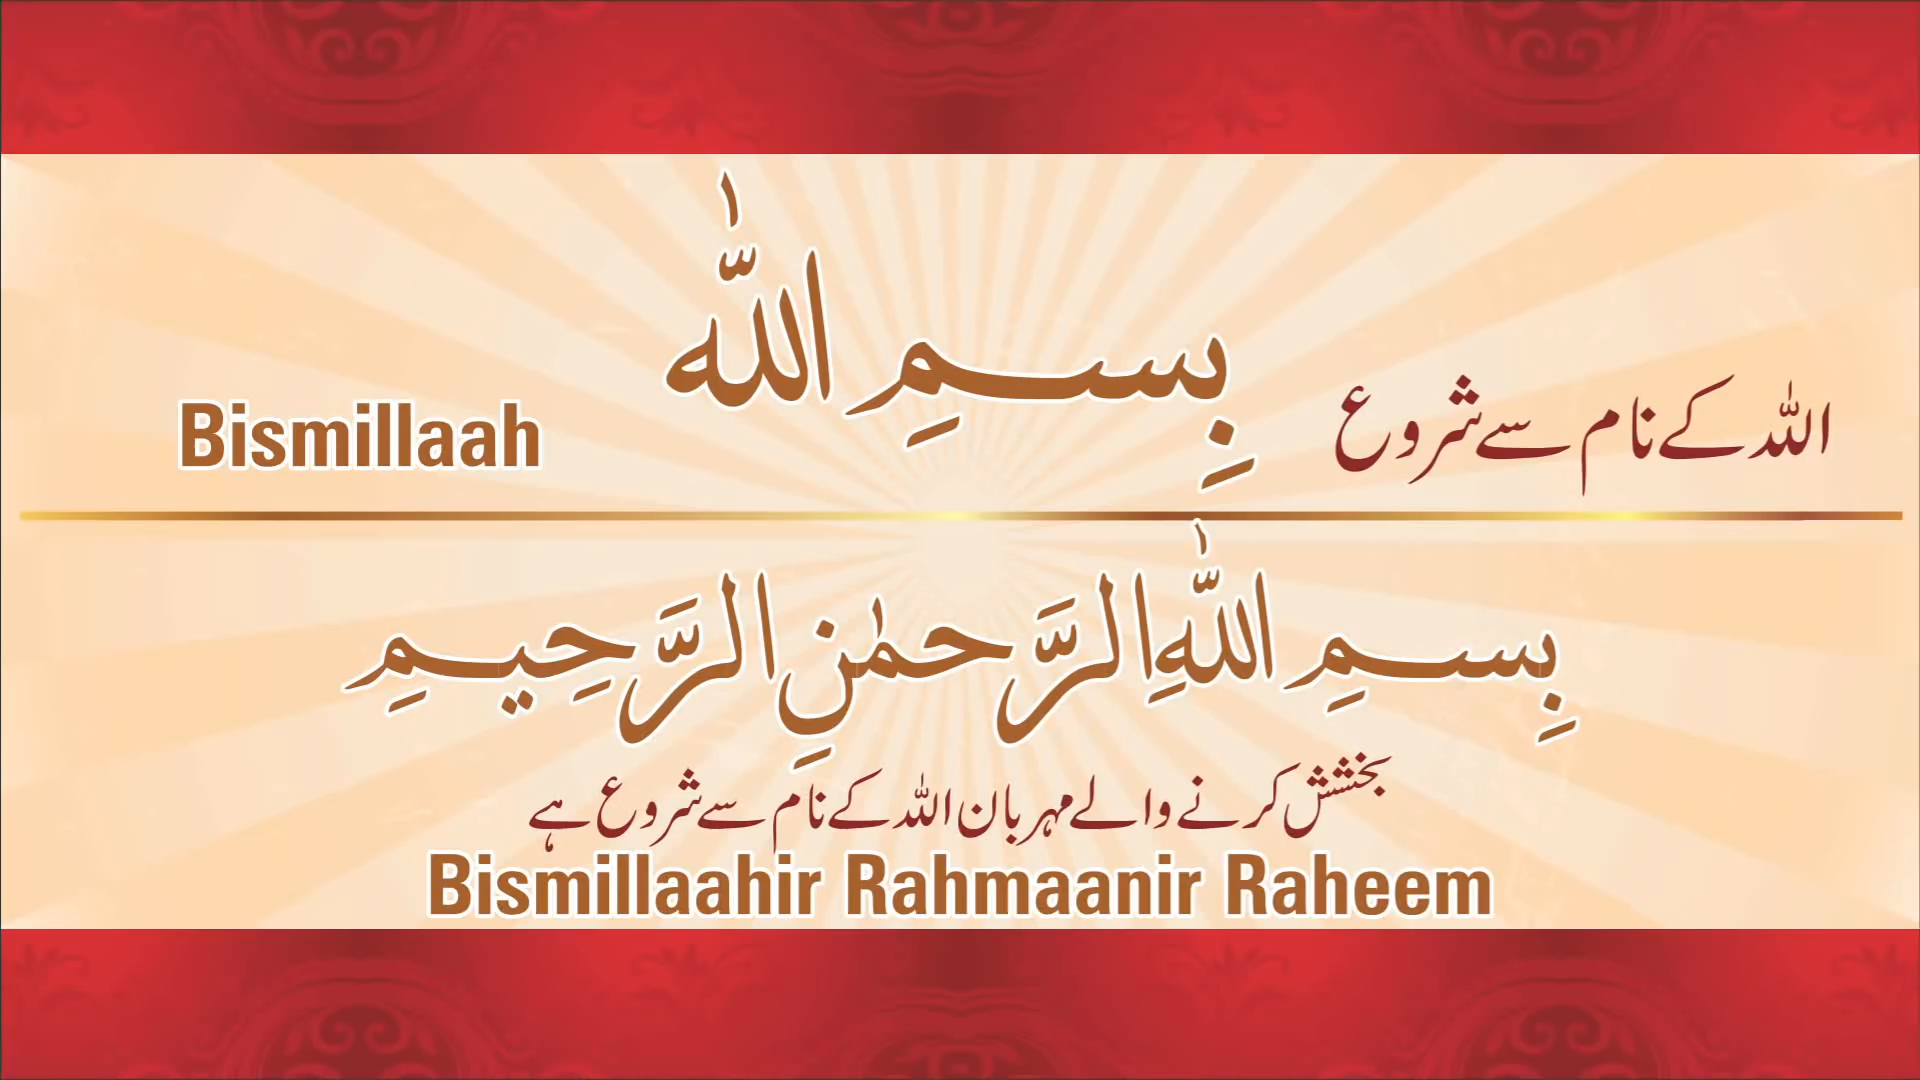 بِسمِ اللّٰه
اللہ کے نام سے شروع
Bismillaah
بِسمِ اللّٰهِ الرَّحمٰنِ الرَّحِيمِ
بخشش کرنے والے مہربان اللہ کے نام سے شروع ہے
Bismillaahir Rahmaanir Raheem